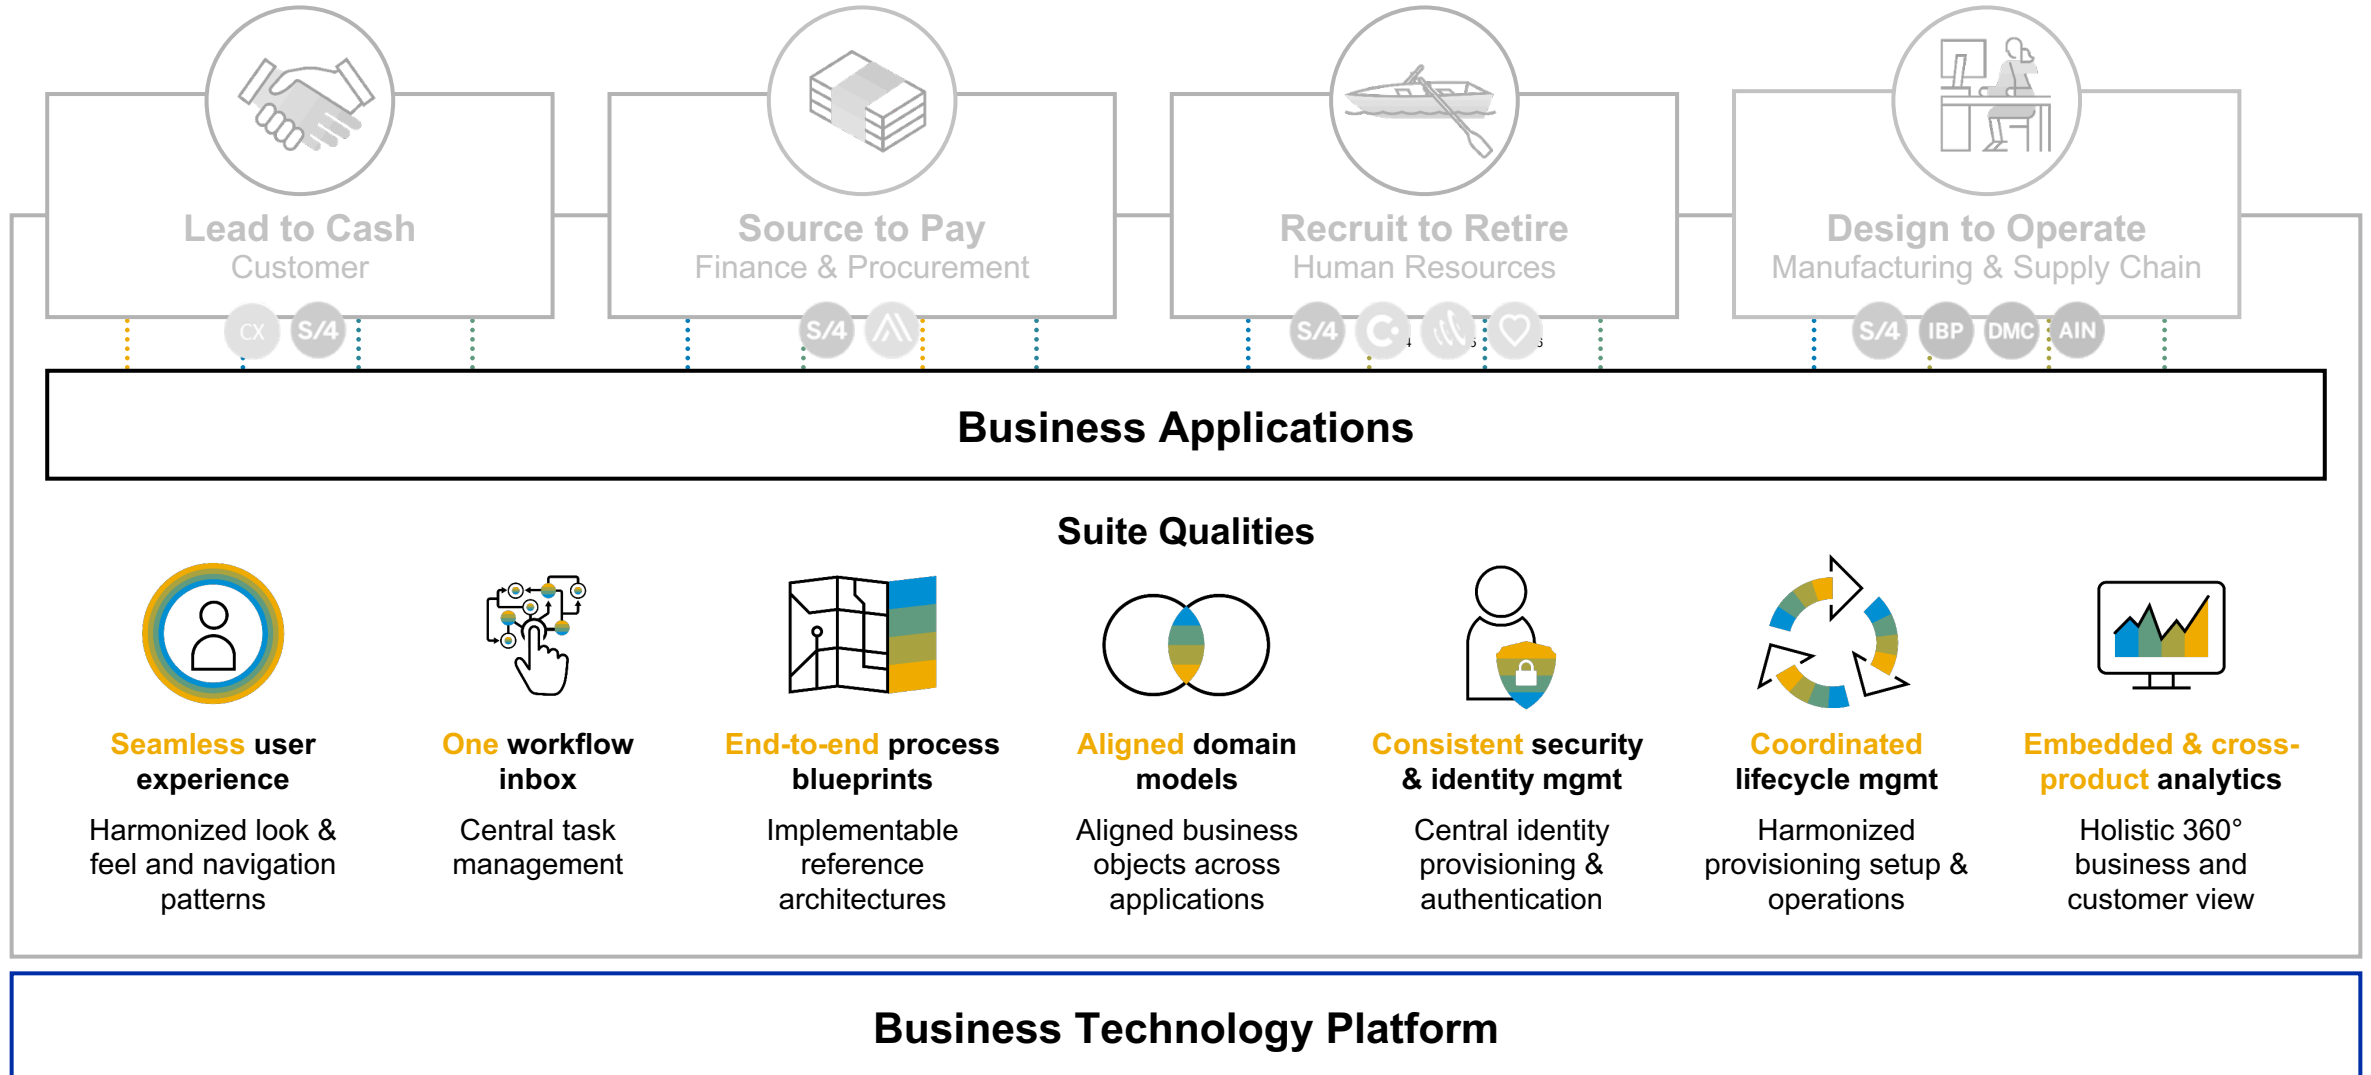 Lead to Cash
Customer
CX
S/4
Source to Pay
Finance & Procurement
S/4
Recruit to Retire
Human Resources
S/4
4
5
6
Design to Operate
Manufacturing & Supply Chain
S/4
IBP
DMC
AIN
Business Applications
Suite Qualities
Seamless user
experience
Harmonized look &
feel and navigation
patterns
One workflow
inbox
Central task
management
End-to-end process
blueprints
Implementable
reference
architectures
Aligned domain
models
Aligned business
objects across
applications
Consistent security
& identity mgmt
Central identity
provisioning &
authentication
Coordinated
lifecycle mgmt
Harmonized
provisioning setup &
operations
Embedded & cross-
product analytics
Holistic 360°
business and
customer view
Business Technology Platform